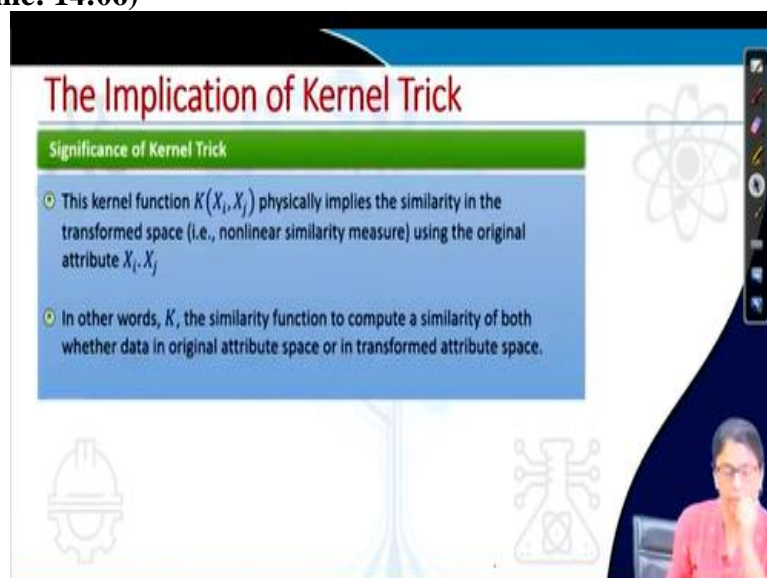 14:06)
The Implication of Kernel Trick
Significance of Kernel Trick
This kernel function K(Xᵢ, Xⱼ) physically implies the similarity in the
transformed space (i.e., nonlinear similarity measure) using the original
attribute Xᵢ. Xⱼ
In other words, K, the similarity function to compute a similarity of both
whether data in original attribute space or in transformed attribute space.